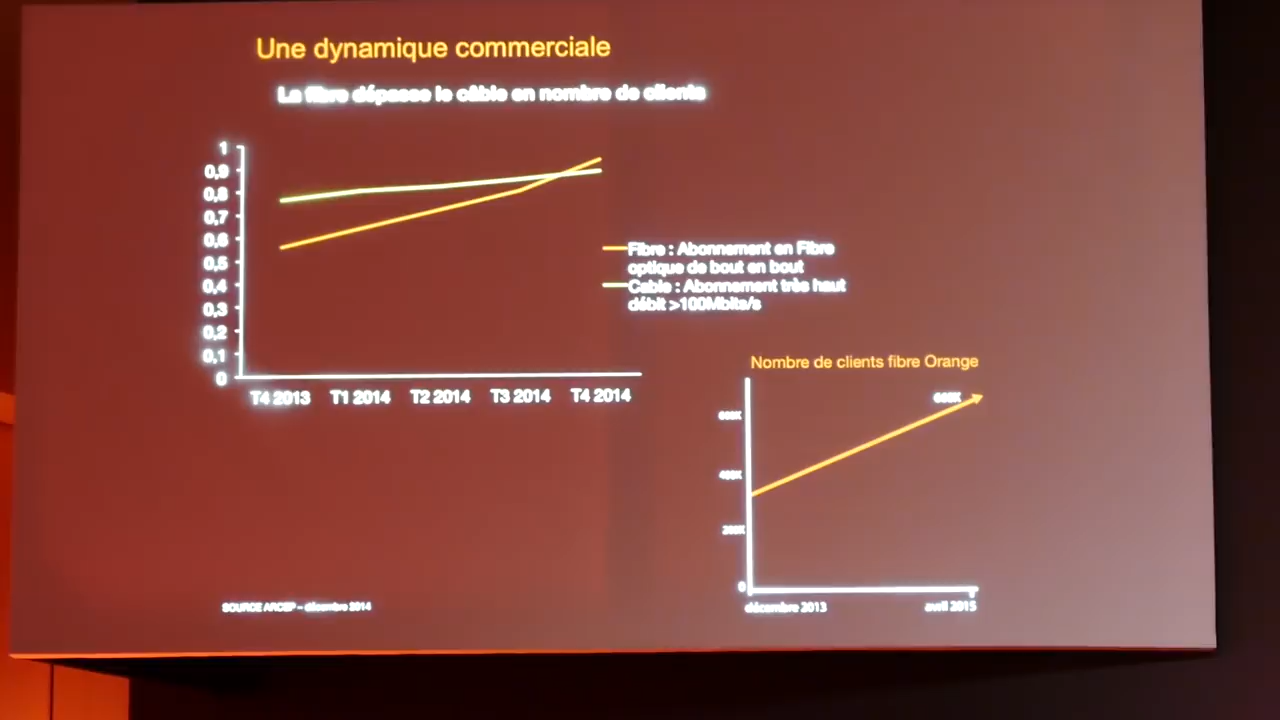 Une dynamique commerciale
La fibre dépasse le câble en nombre de clients
1
0,9
0,8
0,7
0,6
0,5
0,4
0,3
0,2
0,1
0
T4 2013 T1 2014 T2 2014 T3 2014 T4 2014
Fibre : Abonnement en Fibre
optique de bout en bout
Cable : Abonnement très haut
débit >100Mbits/s
Nombre de clients fibre Orange
600K
400K
200K
0
décembre 2013 avril 2015
SOURCE ARCEP – décembre 2014